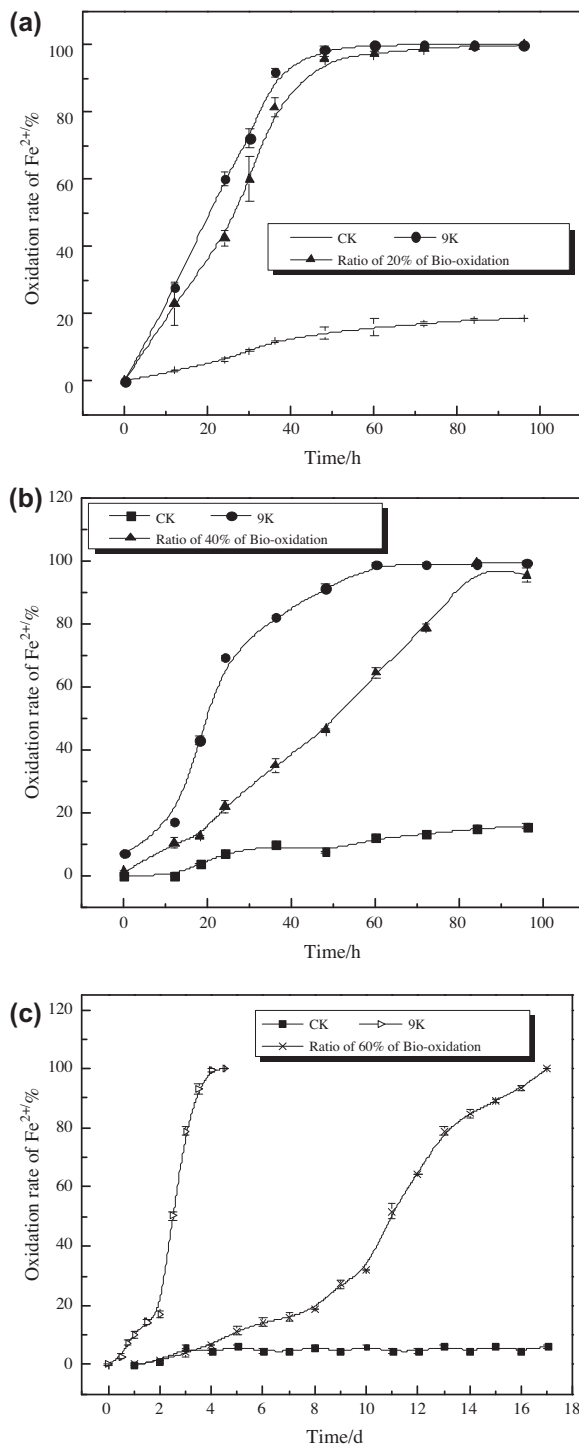 (a)
100
80
60
40
20
0
Oxidation rate of Fe2+/%
CK 9K
Ratio of 20% of Bio-oxidation
0 20 40 60 80 100
Time/h
(b)
120
100
80
60
40
20
0
Oxidation rate of Fe2+/%
CK 9K
Ratio of 40% of Bio-oxidation
0 20 40 60 80 100
Time/h
(c)
120
100
80
60
40
20
0
Oxidation rate of Fe2+/%
CK 9K
Ratio of 60% of Bio-oxidation
0 2 4 6 8 10 12 14 16 18
Time/d